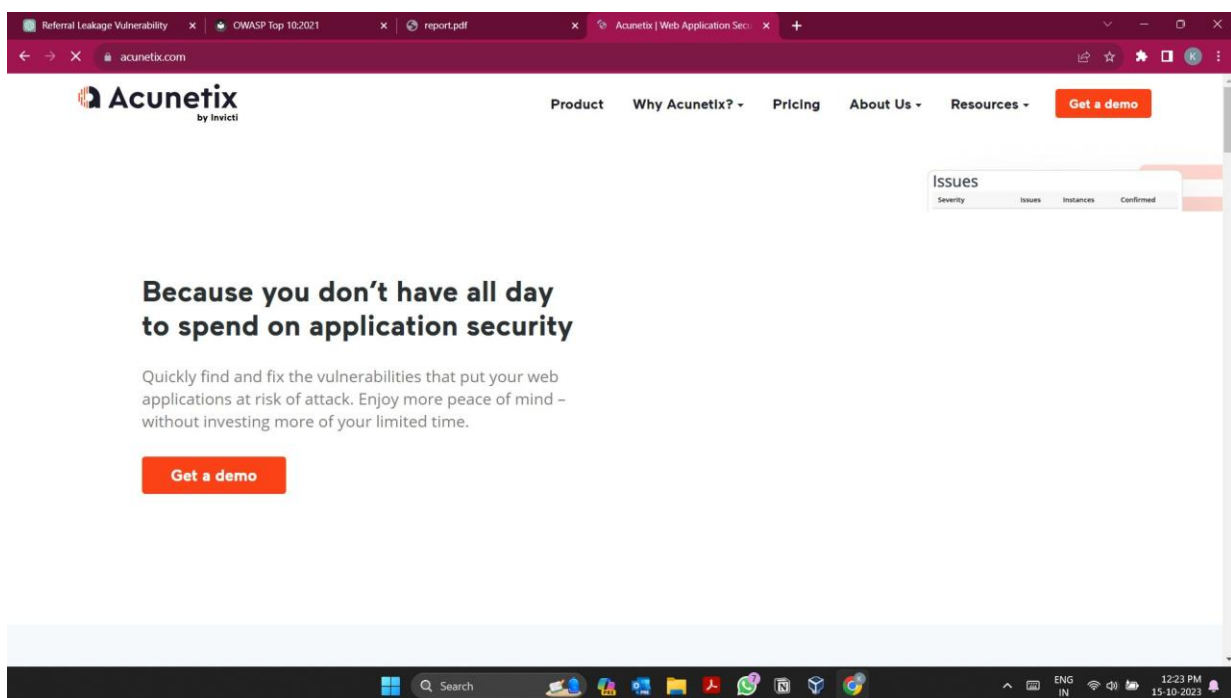 Referral Leakage Vulnerability
OWASP Top 10:2021
report.pdf
Acunetix | Web Application Secu
acunetix.com
K
Acunetix
by Invicti
Product Why Acunetix? Pricing About Us Resources Get a demo
Issues
Severity Issues Instances Confirmed
Because you don't have all day
to spend on application security
Quickly find and fix the vulnerabilities that put your web
applications at risk of attack. Enjoy more peace of mind –
without investing more of your limited time.
Get a demo
Search
7
ENG
IN
12:23 PM
15-10-2023